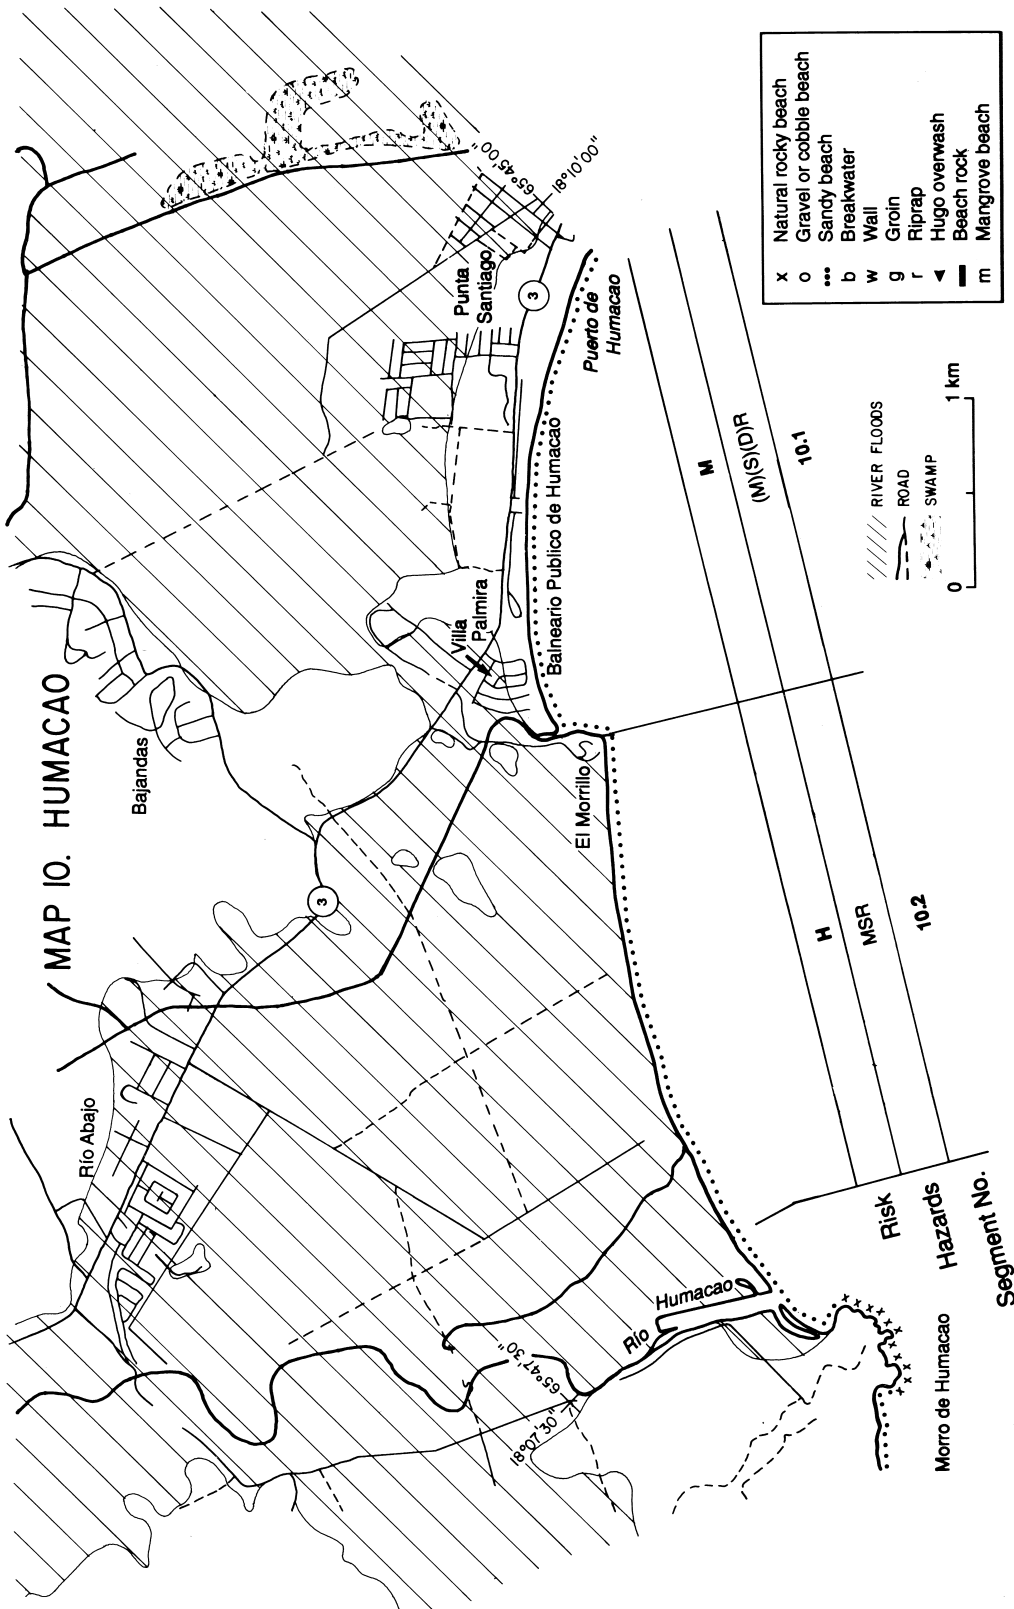 MAP 10. HUMACAO
Río Abajo
Bajandas
3
Villa
Palmira
Punta
Santiago
3
65°45'00"
18°10'00"
Puerto de
Humacao
Balneario Publico de Humacao
El Morrillo
Río Humacao
65°47'30"
18°07'30"
Morro de Humacao
Risk
H
M
Hazards
MSR
(M)(S)(D)R
Segment No.
10.2
10.1
RIVER FLOODS
ROAD
SWAMP
0 1 km
x Natural rocky beach
o Gravel or cobble beach
••• Sandy beach
b Breakwater
w Wall
g Groin
r Riprap
Hugo overwash
Beach rock
m Mangrove beach